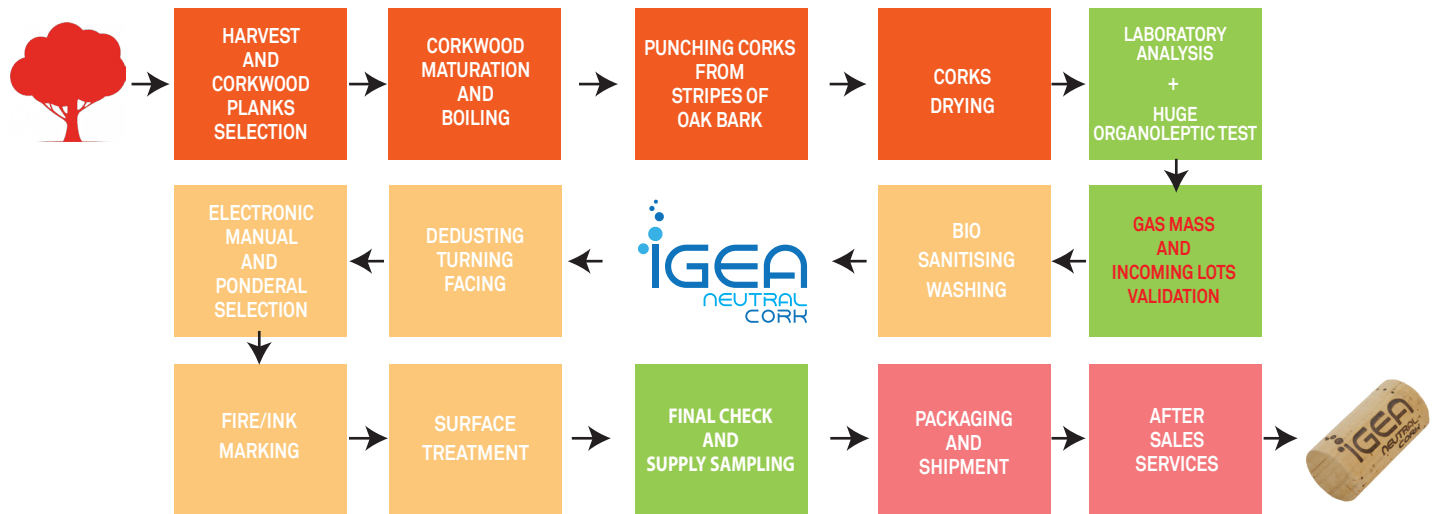 HARVEST
AND
CORKWOOD
PLANKS
SELECTION
CORKWOOD
MATURATION
AND
BOILING
PUNCHING CORKS
FROM
STRIPES OF
OAK BARK
CORKS
DRYING
LABORATORY
ANALYSIS
+
HUGE
ORGANOLEPTIC TEST
GAS MASS
AND
INCOMING LOTS
VALIDATION
BIO
SANITISING
WASHING
IGEA
NEUTRAL
CORK
DEDUSTING
TURNING
FACING
ELECTRONIC
MANUAL
AND
PONDERAL
SELECTION
FIRE/INK
MARKING
SURFACE
TREATMENT
FINAL CHECK
AND
SUPPLY SAMPLING
PACKAGING
AND
SHIPMENT
AFTER
SALES
SERVICES
IGEA
NEUTRAL
CORK